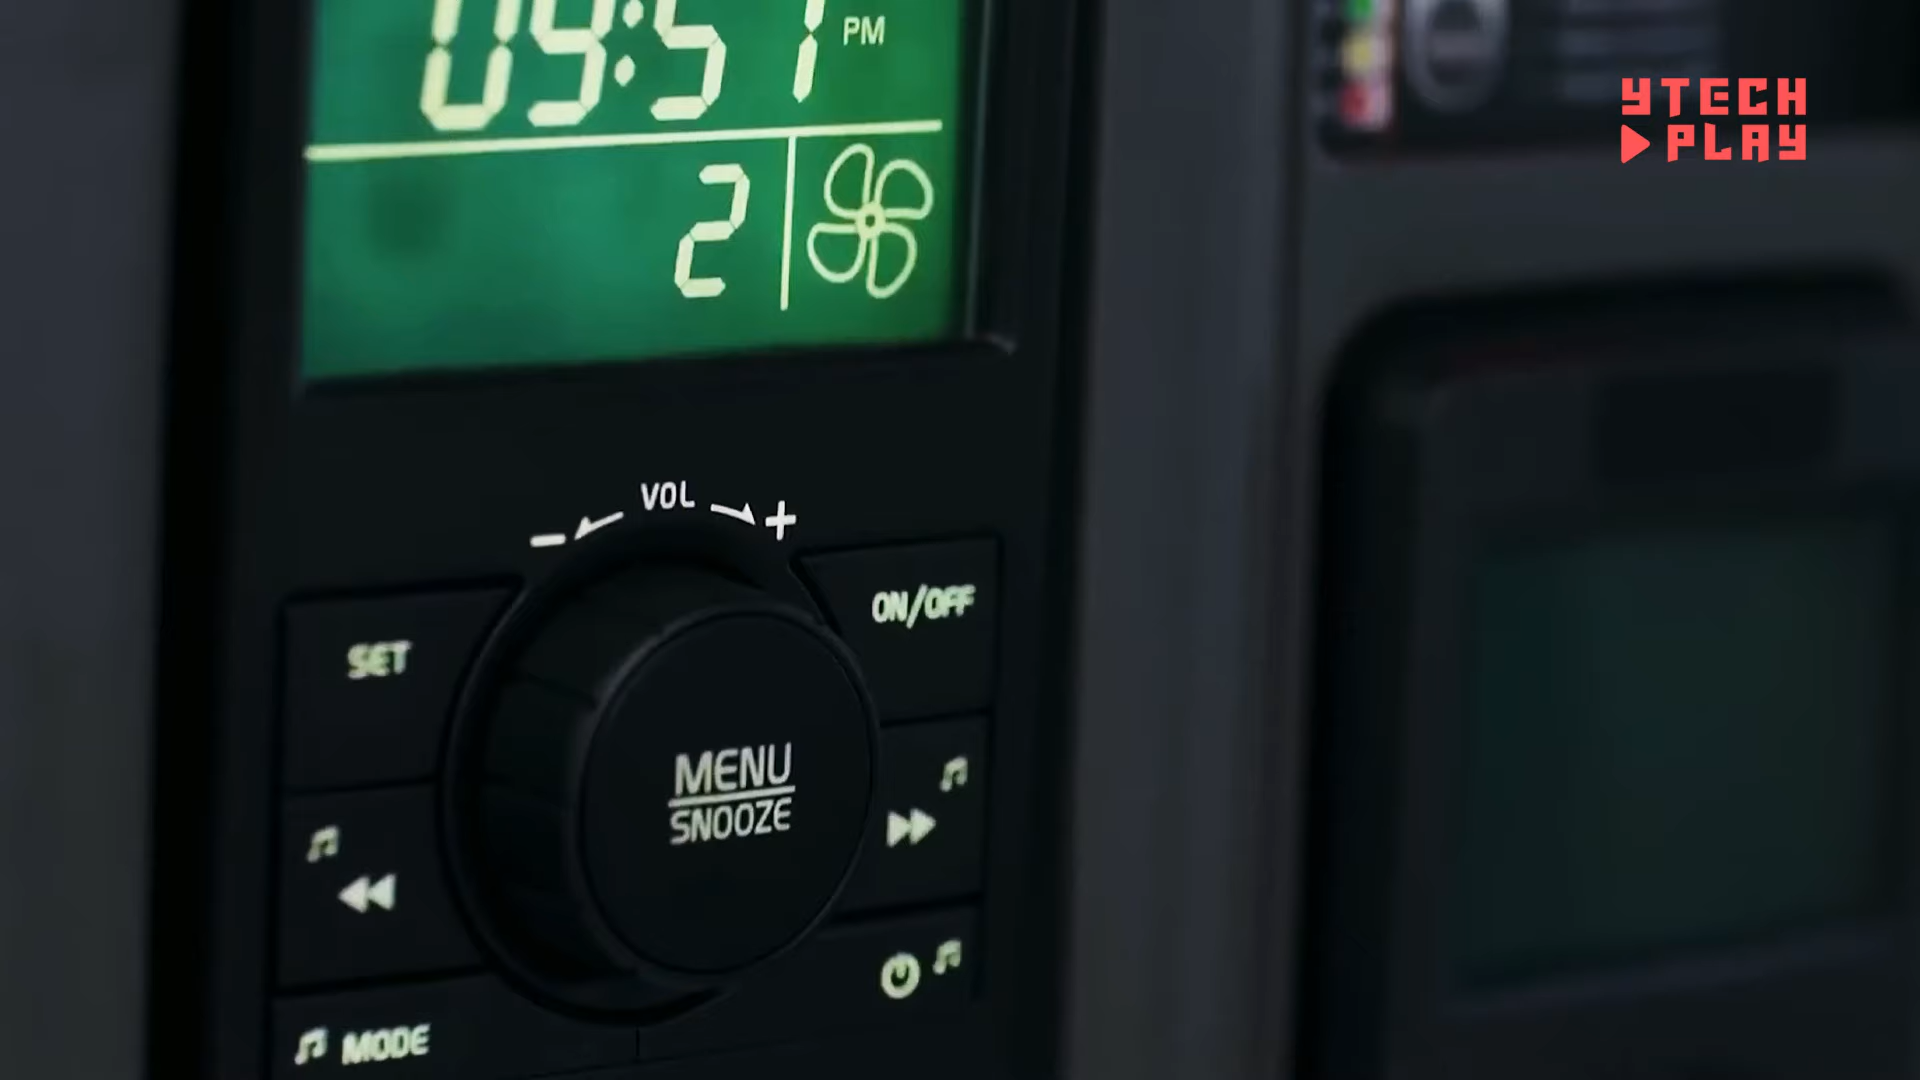 09:57 PM
YTECH
PLAY
2
VOL
- +
SET
ON/OFF
MENU
SNOOZE
MODE